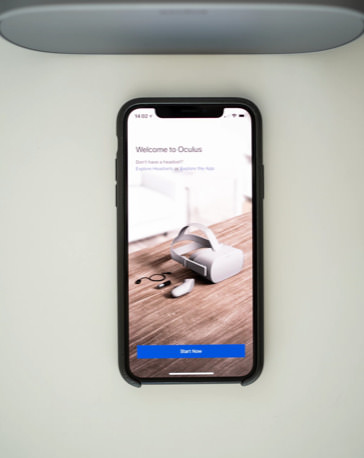 14:02
Welcome to Oculus
Don't have a headset?
Explore Headsets or Explore the App
Start Now